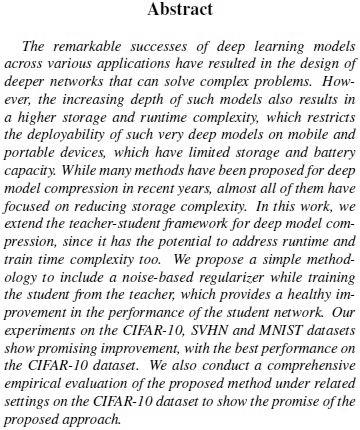 Abstract
The remarkable successes of deep learning models
across various applications have resulted in the design of
deeper networks that can solve complex problems. How-
ever, the increasing depth of such models also results in
a higher storage and runtime complexity, which restricts
the deployability of such very deep models on mobile and
portable devices, which have limited storage and battery
capacity. While many methods have been proposed for deep
model compression in recent years, almost all of them have
focused on reducing storage complexity. In this work, we
extend the teacher-student framework for deep model com-
pression, since it has the potential to address runtime and
train time complexity too. We propose a simple method-
ology to include a noise-based regularizer while training
the student from the teacher, which provides a healthy im-
provement in the performance of the student network. Our
experiments on the CIFAR-10, SVHN and MNIST datasets
show promising improvement, with the best performance on
the CIFAR-10 dataset. We also conduct a comprehensive
empirical evaluation of the proposed method under related
settings on the CIFAR-10 dataset to show the promise of the
proposed approach.